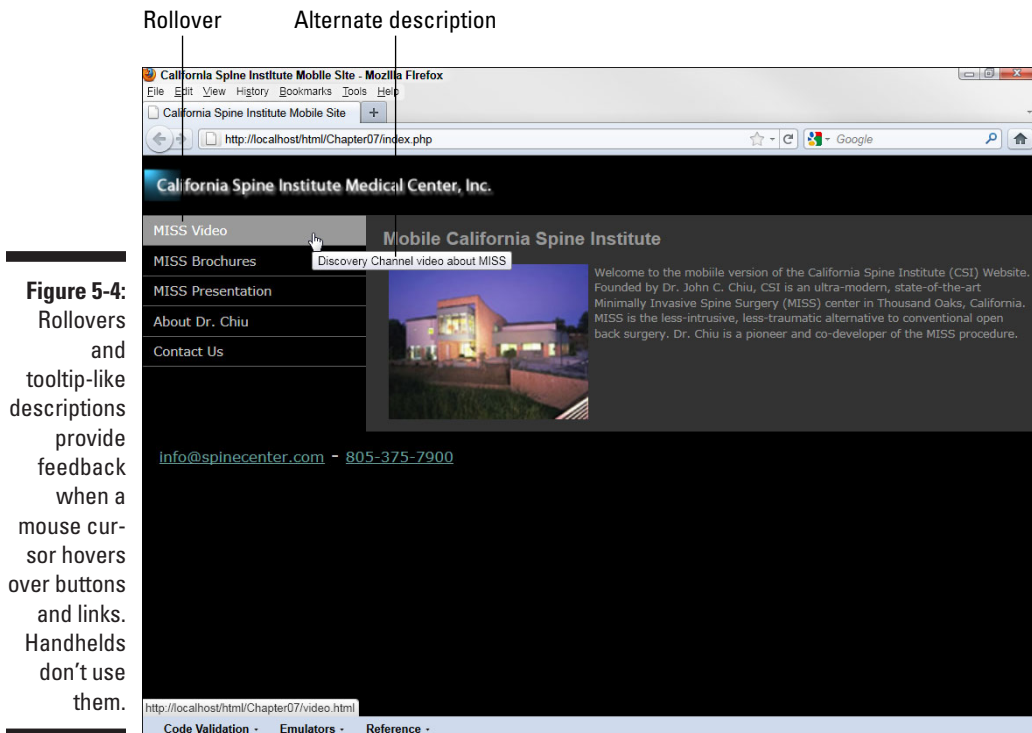 Rollover
Alternate description
California Spine Institute Mobile Site - Mozilla Firefox
File Edit View History Bookmarks Tools Help
California Spine Institute Mobile Site +
http://localhost/html/Chapter07/index.php
Google
California Spine Institute Medical Center, Inc.
MISS Video
MISS Brochures
MISS Presentation
About Dr. Chiu
Contact Us
Discovery Channel video about MISS
Mobile California Spine Institute
Welcome to the mobiile version of the California Spine Institute (CSI) Website.
Founded by Dr. John C. Chiu, CSI is an ultra-modern, state-of-the-art
Minimally Invasive Spine Surgery (MISS) center in Thousand Oaks, California.
MISS is the less-intrusive, less-traumatic alternative to conventional open
back surgery. Dr. Chiu is a pioneer and co-developer of the MISS procedure.
info@spinecenter.com - 805-375-7900
http://localhost/html/Chapter07/video.html
Code Validation - Emulators - Reference -
Figure 5-4:
Rollovers
and
tooltip-like
descriptions
provide
feedback
when a
mouse cur-
sor hovers
over buttons
and links.
Handhelds
don't use
them.